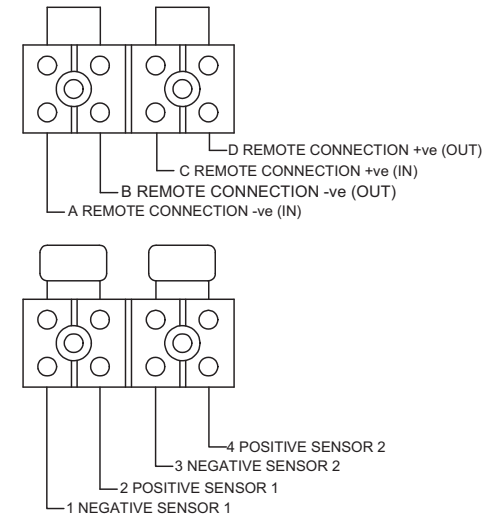 D REMOTE CONNECTION +ve (OUT)
C REMOTE CONNECTION +ve (IN)
B REMOTE CONNECTION -ve (OUT)
A REMOTE CONNECTION -ve (IN)
4 POSITIVE SENSOR 2
3 NEGATIVE SENSOR 2
2 POSITIVE SENSOR 1
1 NEGATIVE SENSOR 1